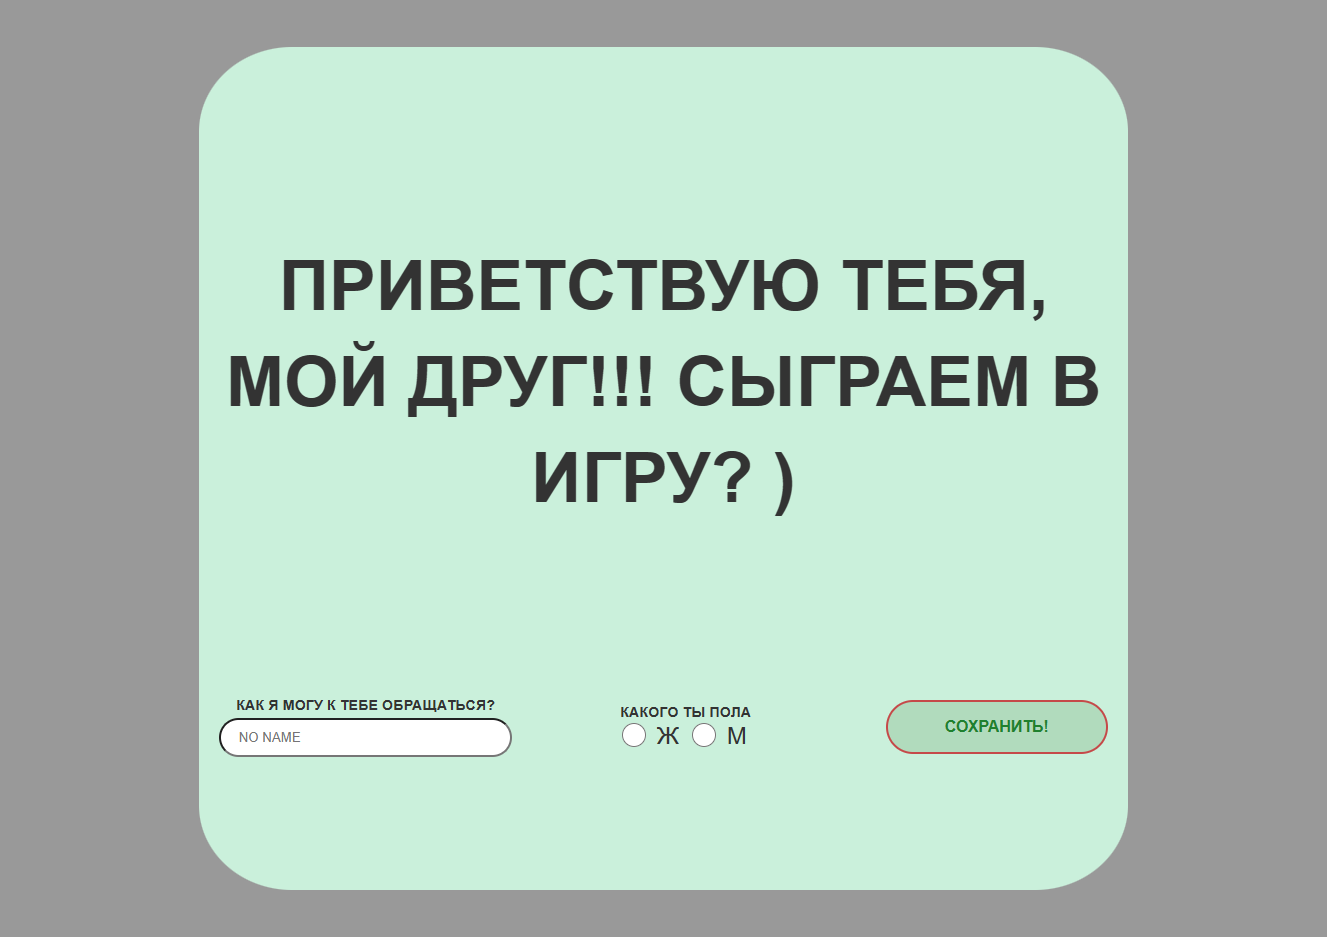 ПРИВЕТСТВУЮ ТЕБЯ,
МОЙ ДРУГ!!! СЫГРАЕМ В
ИГРУ? )
КАК Я МОГУ К ТЕБЕ ОБРАЩАТЬСЯ?
NO NAME
КАКОГО ТЫ ПОЛА
Ж М
СОХРАНИТЬ!